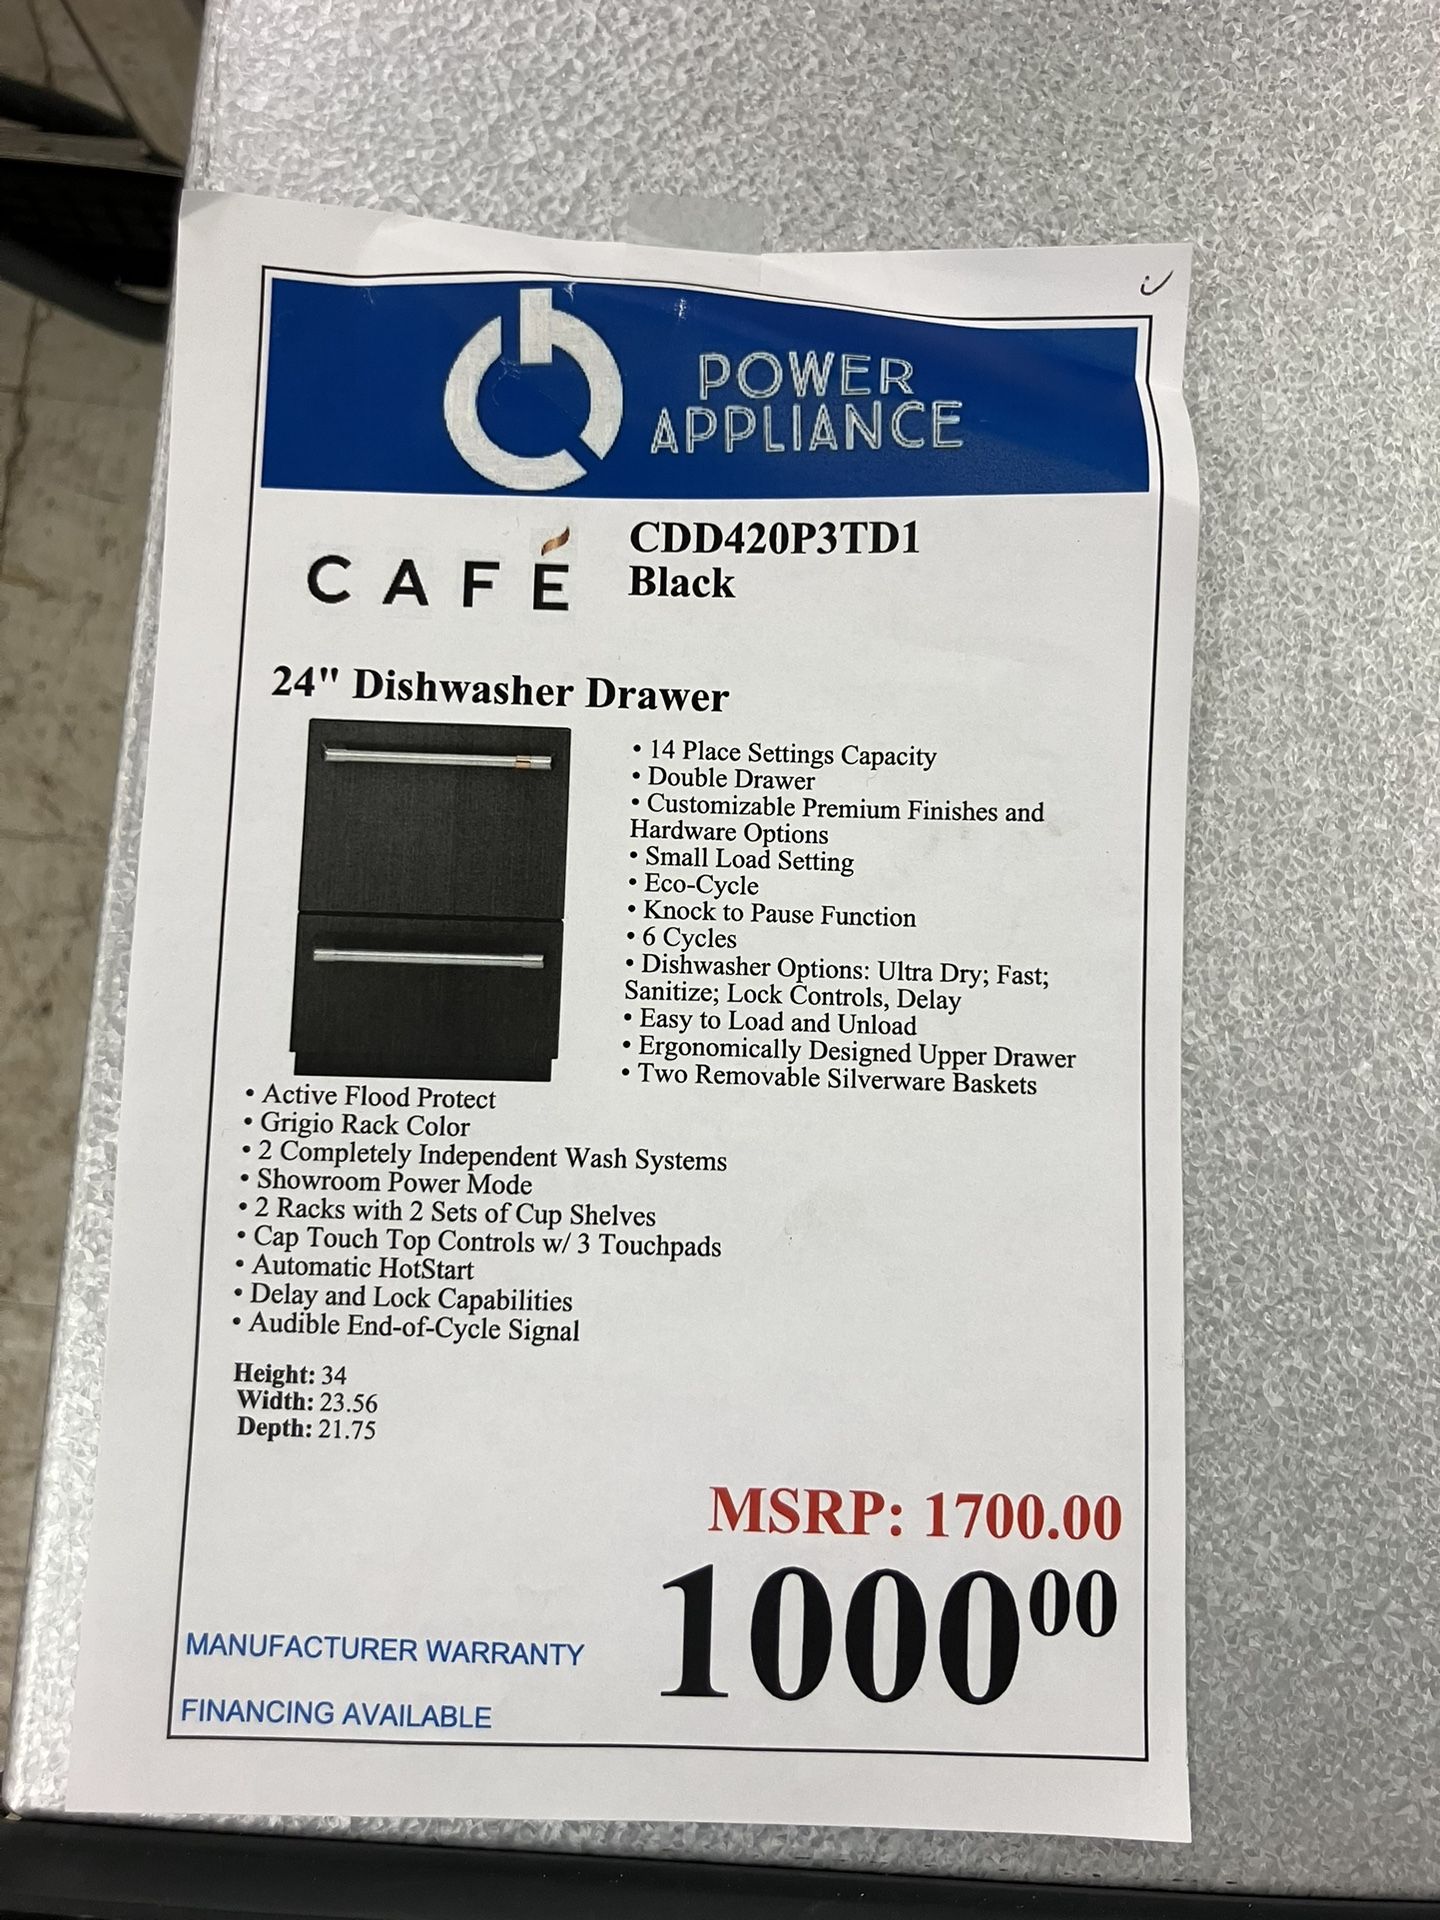 POWER
APPLIANCE
CAFÉ
CDD420P3TD1
Black
24" Dishwasher Drawer
• 14 Place Settings Capacity
• Double Drawer
• Customizable Premium Finishes and
Hardware Options
• Small Load Setting
• Eco-Cycle
• Knock to Pause Function
• 6 Cycles
• Dishwasher Options: Ultra Dry; Fast;
Sanitize; Lock Controls, Delay
• Easy to Load and Unload
• Ergonomically Designed Upper Drawer
• Two Removable Silverware Baskets
• Active Flood Protect
• Grigio Rack Color
• 2 Completely Independent Wash Systems
• Showroom Power Mode
• 2 Racks with 2 Sets of Cup Shelves
• Cap Touch Top Controls w/ 3 Touchpads
• Automatic HotStart
• Delay and Lock Capabilities
• Audible End-of-Cycle Signal
Height: 34
Width: 23.56
Depth: 21.75
MSRP: 1700.00
1000 00
MANUFACTURER WARRANTY
FINANCING AVAILABLE